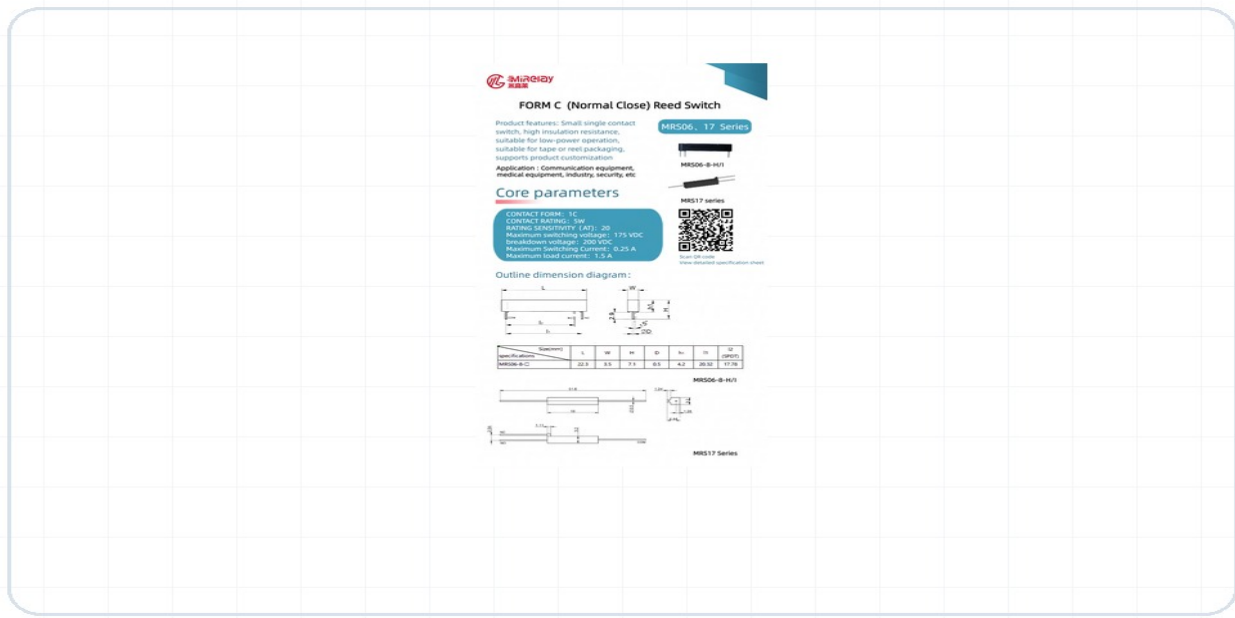 MiRelay
FORM C (Normal Close) Reed Switch
Product features: Small single contact
switch, high insulation resistance,
suitable for low-power operation,
suitable for tape or reel packaging,
supports product customization
Application : Communication equipment,
medical equipment, industry, security, etc
MRS06、17 Series
MRS06-8-H/I
MRS17 series
Core parameters
CONTACT FORM: 1C
CONTACT RATING: 5W
RATING SENSITIVITY (AT): 20
Maximum switching voltage: 175 VDC
breakdown voltage: 200 VDC
Maximum Switching Current: 0.25 A
Maximum load current: 1.5 A
Scan QR code
View detailed specification sheet
Outline dimension diagram:
L
W
H
Size(mm)
specifications
L W H D
22.3 3.5 7.1 0.5 4.2 20.32 17.78
(SPDT)
MRS06-8-□
MRS06-8-H/I
MRS17 Series